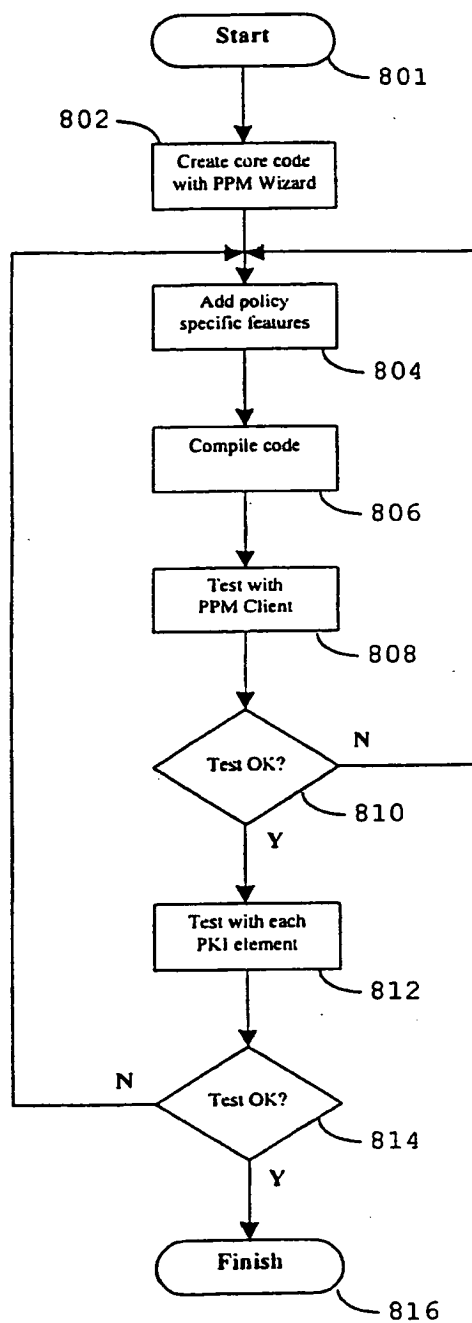 Start
801
802
Create core code
with PPM Wizard
Add policy
specific features
804
Compile code
806
Test with
PPM Client
808
Test OK?
N
810
Y
Test with each
PKI element
812
N
Test OK?
814
Y
Finish
816